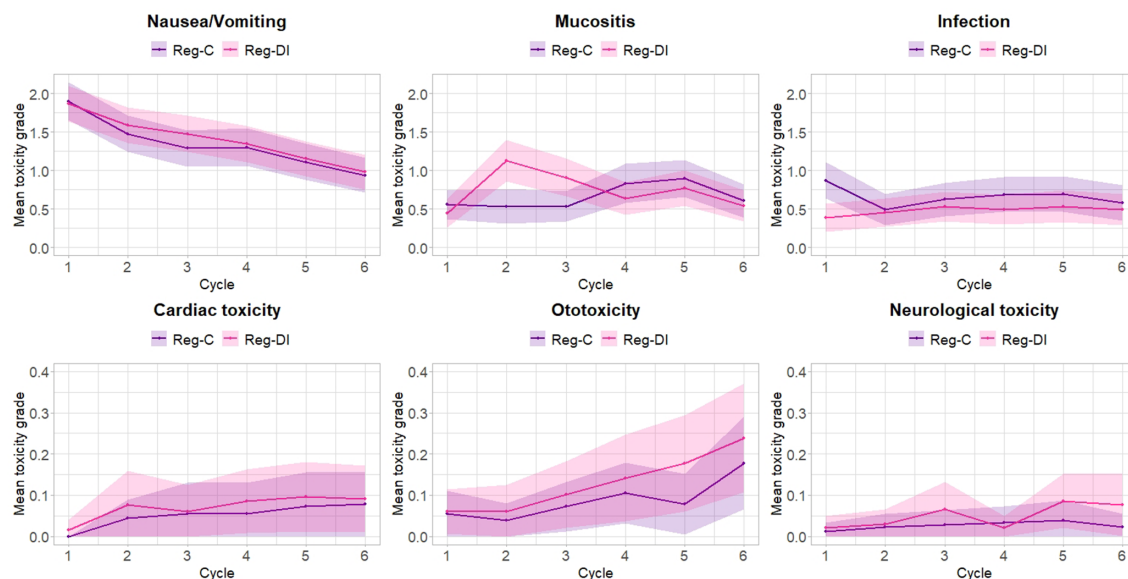 Nausea/Vomiting
Reg-C Reg-DI
Mean toxicity grade
2.0
1.5
1.0
0.5
0.0
1 2 3 4 5 6
Cycle
Mucositis
Reg-C Reg-DI
Mean toxicity grade
2.0
1.5
1.0
0.5
0.0
1 2 3 4 5 6
Cycle
Infection
Reg-C Reg-DI
Mean toxicity grade
2.0
1.5
1.0
0.5
0.0
1 2 3 4 5 6
Cycle
Cardiac toxicity
Reg-C Reg-DI
Mean toxicity grade
0.4
0.3
0.2
0.1
0.0
1 2 3 4 5 6
Cycle
Ototoxicity
Reg-C Reg-DI
Mean toxicity grade
0.4
0.3
0.2
0.1
0.0
1 2 3 4 5 6
Cycle
Neurological toxicity
Reg-C Reg-DI
Mean toxicity grade
0.4
0.3
0.2
0.1
0.0
1 2 3 4 5 6
Cycle